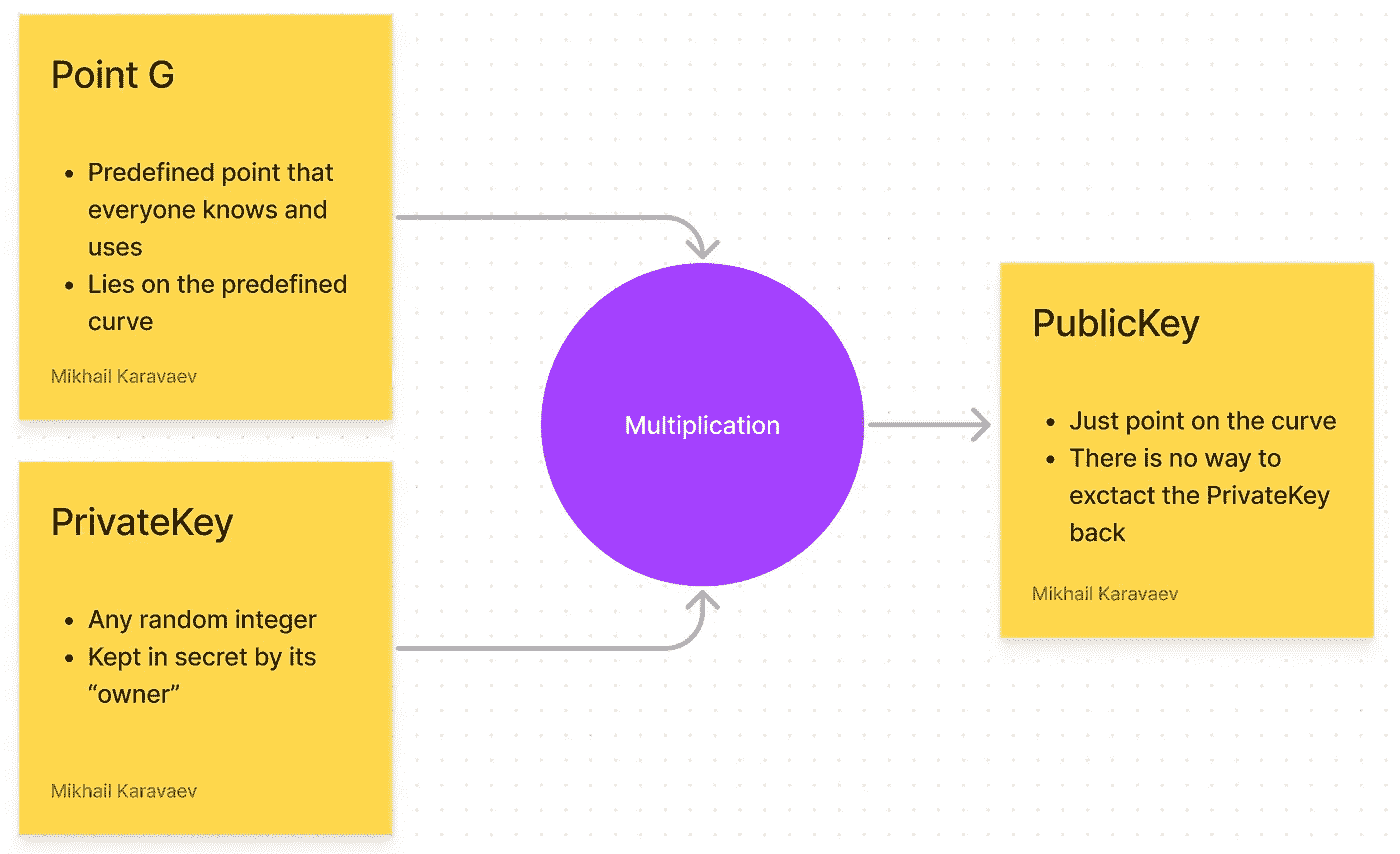 Point G
• Predefined point that
everyone knows and
uses
• Lies on the predefined
curve
Mikhail Karavaev
PrivateKey
• Any random integer
• Kept in secret by its
“owner”
Mikhail Karavaev
Multiplication
PublicKey
• Just point on the curve
• There is no way to
exctact the PrivateKey
back
Mikhail Karavaev